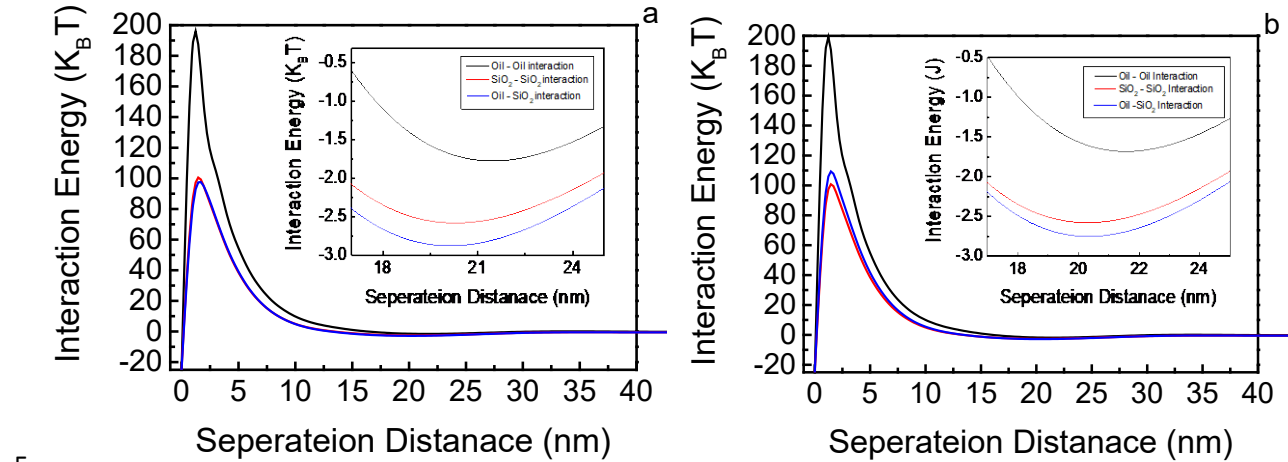 a
Interaction Energy (K_BT)
200
180
160
140
120
100
80
60
40
20
0
-20
0 5 10 15 20 25 30 35 40
Seperateion Distanace (nm)
Interaction Energy (K_BT)
-0.5
-1.0
-1.5
-2.0
-2.5
-3.0
18 21 24
Seperateion Distanace (nm)
Oil - Oil interaction
SiO₂ - SiO₂ interaction
Oil - SiO₂ interaction
b
Interaction Energy (K_BT)
200
180
160
140
120
100
80
60
40
20
0
-20
0 5 10 15 20 25 30 35 40
Seperateion Distanace (nm)
Interaction Energy (J)
-0.5
-1.0
-1.5
-2.0
-2.5
-3.0
18 20 22 24
Seperateion Distanace (nm)
Oil - Oil Interaction
SiO₂ - SiO₂ Interaction
Oil -SiO₂ Interaction